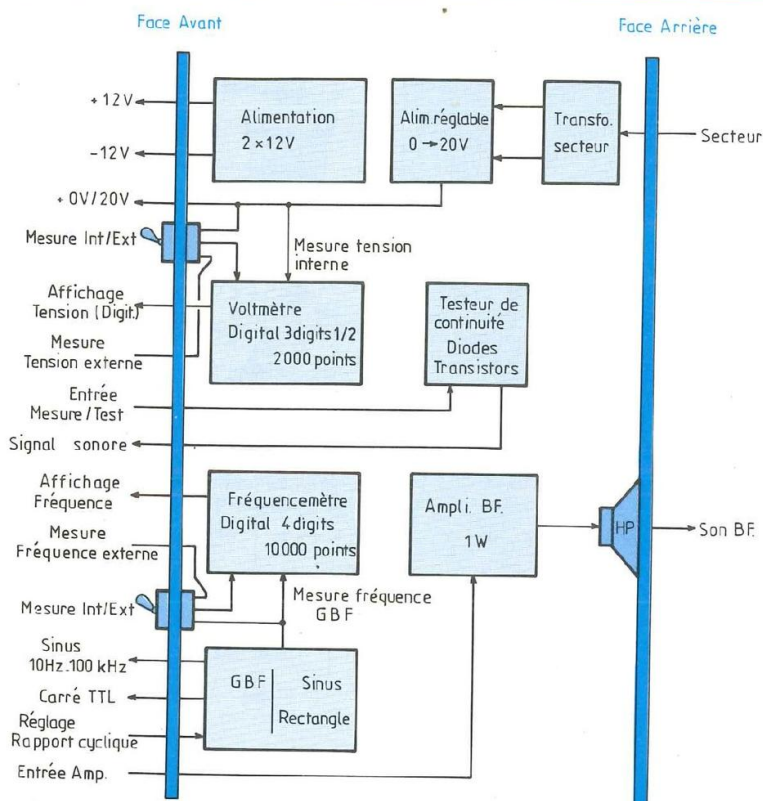 Face Avant
Face Arrière
+12V
-12V
+ 0V/20V
Mesure Int/Ext
Affichage
Tension (Digit.)
Mesure
Tension externe
Entrée
Mesure/Test
Signal sonore
Affichage
Fréquence
Mesure
Fréquence externe
Mesure Int/Ext
Sinus
10Hz-100 kHz
Carré TTL
Réglage
Rapport cyclique
Entrée Amp.
Alimentation
2 × 12V
Alim.réglable
0 → 20V
Transfo.
secteur
Secteur
Mesure tension
interne
Voltmètre
Digital 3digits1/2
2000 points
Testeur de
continuité
Diodes
Transistors
Fréquencemètre
Digital 4 digits
10000 points
Ampli. BF.
1W
HP
Son BF.
Mesure fréquence
GBF
GBF
Sinus
Rectangle